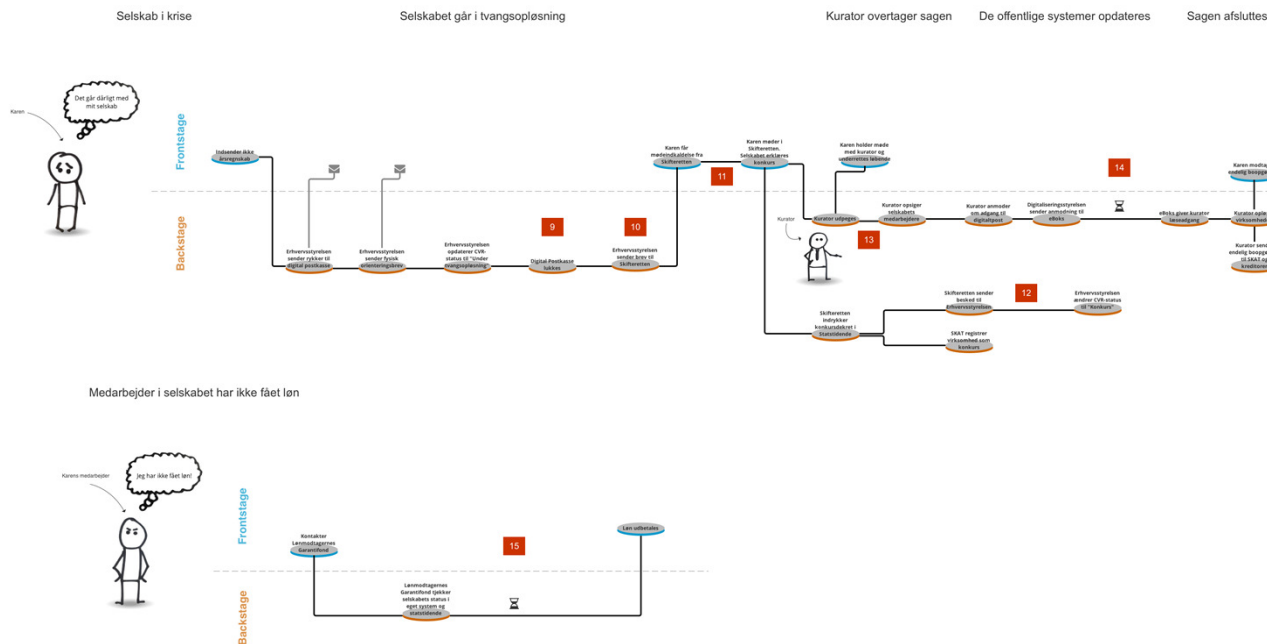 Selskab i krise
Selskabet går i tvangsopløsning
Kurator overtager sagen
De offentlige systemer opdateres
Sagen afsluttes
Det går dårligt med
mit selskab
Karen
Frontstage
Backstage
Indsender ikke
årsregnskab
Erhvervsstyrelsen
sender rykker til
digital postkasse
Erhvervsstyrelsen
sender fysisk
orienteringsbrev
Erhvervsstyrelsen
opdaterer CVR-
status til "Under
tvangsopløsning"
9
Digital Postkasse
lukkes
10
Erhvervsstyrelsen
sender brev til
Skifteretten
Karen får
mødeindkaldelse fra
Skifteretten
11
Karen møder i
Skifteretten.
Selskabet erklæres
konkurs
Karen holder møde
med kurator og
underrettes løbende
Kurator
Kurator udpeges
13
Kurator opsiger
selskabets
medarbejdere
Kurator anmoder
om adgang til
digitalpost
Digitaliseringsstyrelsen
sender anmodning til
eBoks
14
eBoks giver kurator
læseadgang
Karen modtag
endelig boopgø
Kurator opløs
virksomhede
Kurator send
endelig boopgø
til SKAT og
kreditorer
Skifteretten
indrykker
konkursdekret i
Statstidende
Skifteretten sender
besked til
Erhvervsstyrelsen
12
Erhvervsstyrelsen
ændrer CVR-status
til "Konkurs"
SKAT registrer
virksomhed som
konkurs
Medarbejder i selskabet har ikke fået løn
Karens medarbejder
Jeg har ikke fået løn!
Frontstage
Backstage
Kontakter
Lønmodtagernes
Garantifond
Lønmodtagernes
Garantifond tjekker
selskabets status i
eget system og
statstidende
15
Løn udbetales